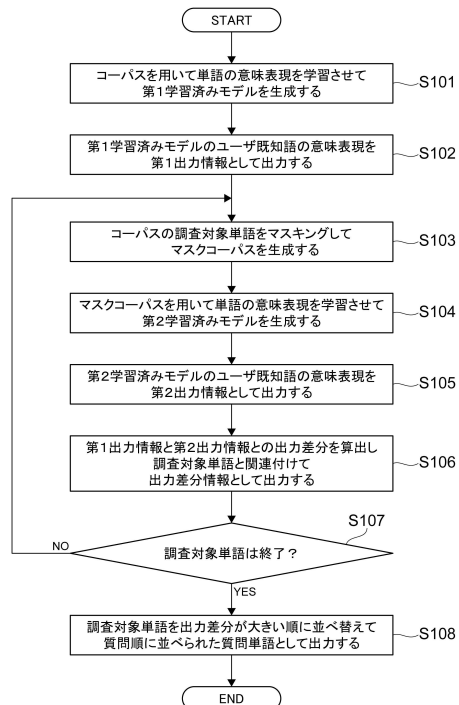 START
コーパスを用いて単語の意味表現を学習させて
第1学習済みモデルを生成する
S101
第1学習済みモデルのユーザ既知語の意味表現を
第1出力情報として出力する
S102
コーパスの調査対象単語をマスキングして
マスクコーパスを生成する
S103
マスクコーパスを用いて単語の意味表現を学習させて
第2学習済みモデルを生成する
S104
第2学習済みモデルのユーザ既知語の意味表現を
第2出力情報として出力する
S105
第1出力情報と第2出力情報との出力差分を算出し
調査対象単語と関連付けて
出力差分情報として出力する
S106
S107
NO
調査対象単語は終了？
YES
調査対象単語を出力差分が大きい順に並べ替えて
質問順に並べられた質問単語として出力する
S108
END